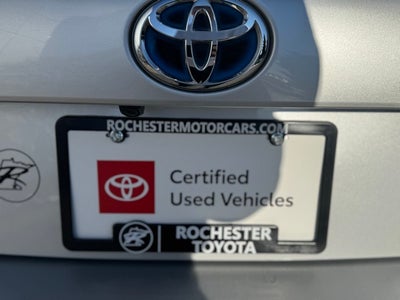 ROCHESTERMOTORCARS.COM
Certified
Used Vehicles
ROCHESTER
TOYOTA